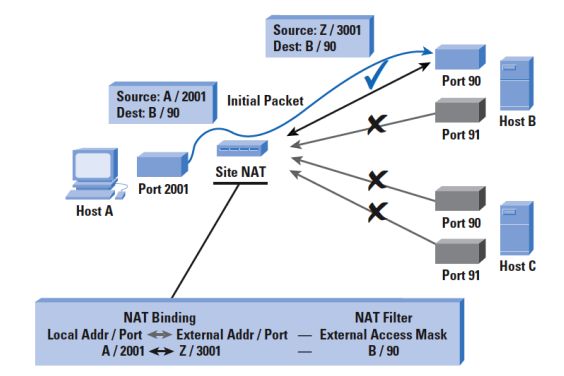 Source: Z / 3001
Dest: B / 90
Source: A / 2001
Dest: B / 90
Initial Packet
Port 90
Port 91
Host B
Site NAT
Port 2001
Host A
Port 90
Port 91
Host C
NAT Binding NAT Filter
Local Addr / Port External Addr / Port — External Access Mask
A / 2001 Z / 3001 — B / 90